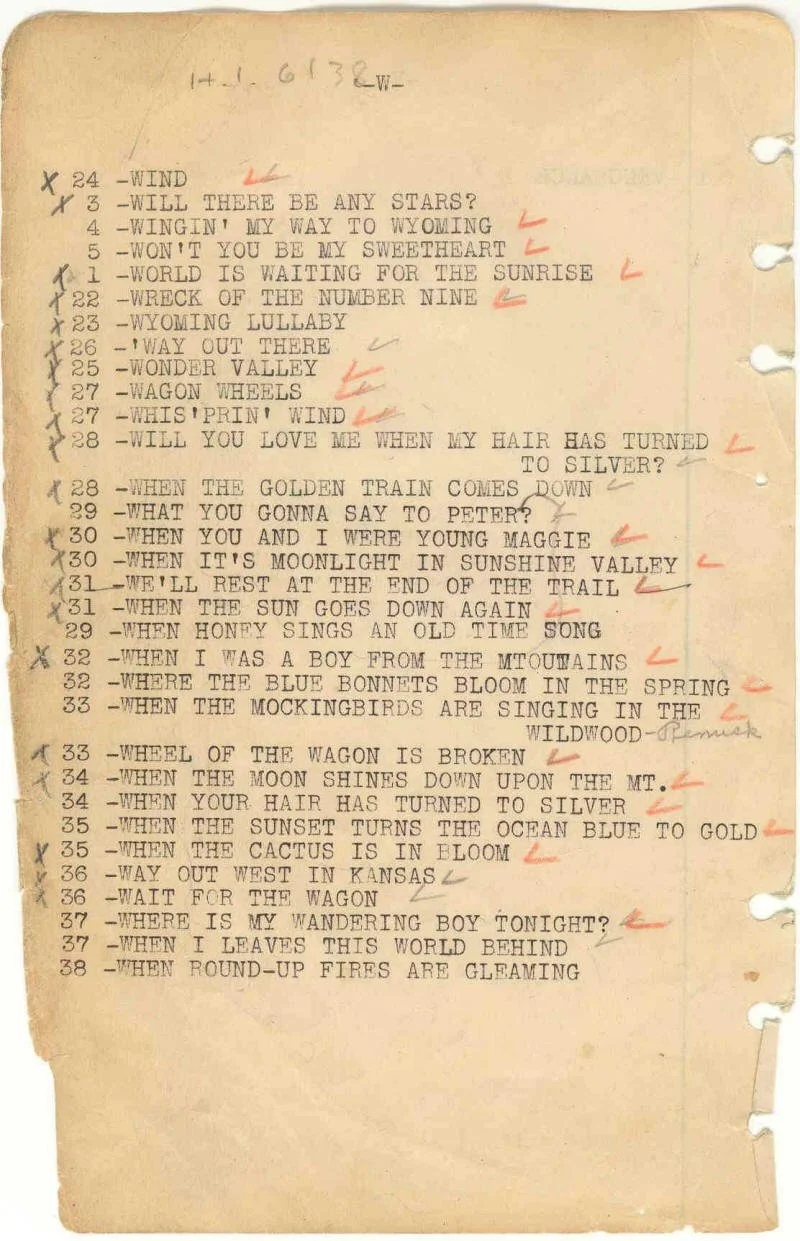 H.1. 6138 -W-
X 24 -WIND
X 3 -WILL THERE BE ANY STARS?
4 -WINGIN' MY WAY TO WYOMING
5 -WON'T YOU BE MY SWEETHEART
X 1 -WORLD IS WAITING FOR THE SUNRISE
X 22 -WRECK OF THE NUMBER NINE
X 23 -WYOMING LULLABY
X 26 -'WAY OUT THERE
X 25 -WONDER VALLEY
X 27 -WAGON WHEELS
X 27 -WHIS'PRIN' WIND
X 28 -WILL YOU LOVE ME WHEN MY HAIR HAS TURNED
TO SILVER?
X 28 -WHEN THE GOLDEN TRAIN COMES DOWN
29 -WHAT YOU GONNA SAY TO PETER?
X 30 -WHEN YOU AND I WERE YOUNG MAGGIE
X 30 -WHEN IT'S MOONLIGHT IN SUNSHINE VALLEY
X 31 -WE'LL REST AT THE END OF THE TRAIL
X 31 -WHEN THE SUN GOES DOWN AGAIN
29 -WHEN HONEY SINGS AN OLD TIME SONG
X 32 -WHEN I WAS A BOY FROM THE MTOUTAINS
32 -WHERE THE BLUE BONNETS BLOOM IN THE SPRING
33 -WHEN THE MOCKINGBIRDS ARE SINGING IN THE
WILDWOOD-Remick
X 33 -WHEEL OF THE WAGON IS BROKEN
X 34 -WHEN THE MOON SHINES DOWN UPON THE MT.
34 -WHEN YOUR HAIR HAS TURNED TO SILVER
35 -WHEN THE SUNSET TURNS THE OCEAN BLUE TO GOLD
X 35 -WHEN THE CACTUS IS IN BLOOM
X 36 -WAY OUT WEST IN KANSAS
X 36 -WAIT FOR THE WAGON
37 -WHERE IS MY WANDERING BOY TONIGHT?
37 -WHEN I LEAVES THIS WORLD BEHIND
38 -WHEN ROUND-UP FIRES ARE GLEAMING